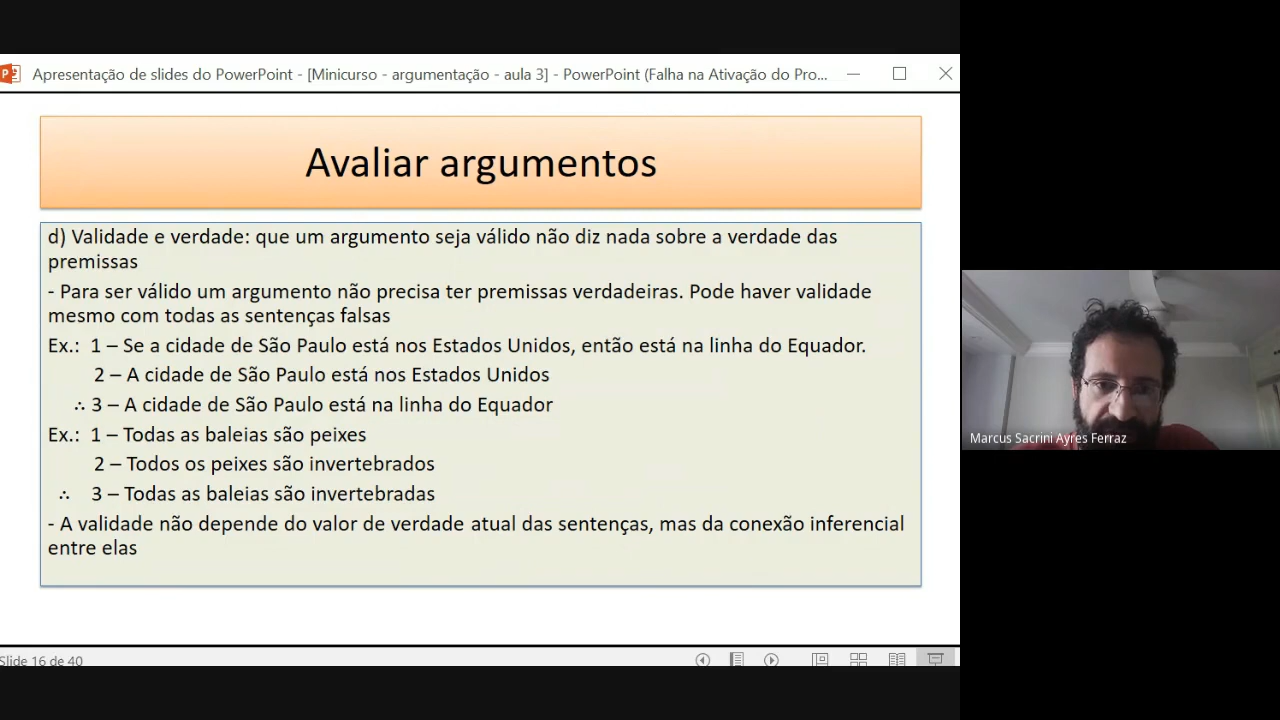 Apresentação de slides do PowerPoint - [Minicurso - argumentação - aula 3] - PowerPoint (Falha na Ativação do Pro...
Avaliar argumentos
d) Validade e verdade: que um argumento seja válido não diz nada sobre a verdade das
premissas
- Para ser válido um argumento não precisa ter premissas verdadeiras. Pode haver validade
mesmo com todas as sentenças falsas
Ex.: 1 – Se a cidade de São Paulo está nos Estados Unidos, então está na linha do Equador.
2 – A cidade de São Paulo está nos Estados Unidos
∴ 3 – A cidade de São Paulo está na linha do Equador
Ex.: 1 – Todas as baleias são peixes
2 – Todos os peixes são invertebrados
∴ 3 – Todas as baleias são invertebradas
- A validade não depende do valor de verdade atual das sentenças, mas da conexão inferencial
entre elas
Marcus Sacrini Ayres Ferraz
Slide 16 de 40